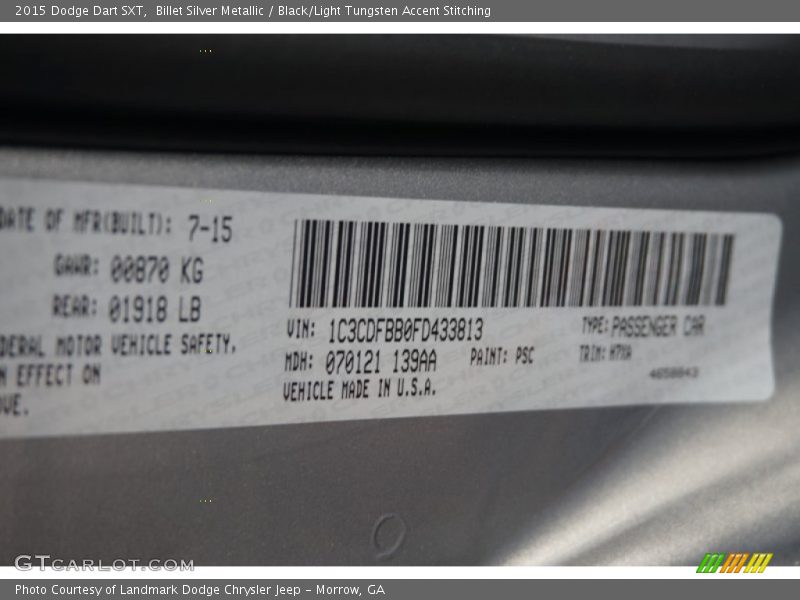 2015 Dodge Dart SXT, Billet Silver Metallic / Black/Light Tungsten Accent Stitching
DATE OF MFR(BUILT): 7-15
GAWR: 00870 KG
REAR: 01918 LB
DERAL MOTOR VEHICLE SAFETY,
N EFFECT ON
OVE.
VIN: 1C3CDFBB0FD433813
TYPE: PASSENGER CAR
MDH: 070121 139AA
PAINT: PSC
TRIM: H7XA
VEHICLE MADE IN U.S.A.
GTCARLOT.COM
Photo Courtesy of Landmark Dodge Chrysler Jeep – Morrow, GA